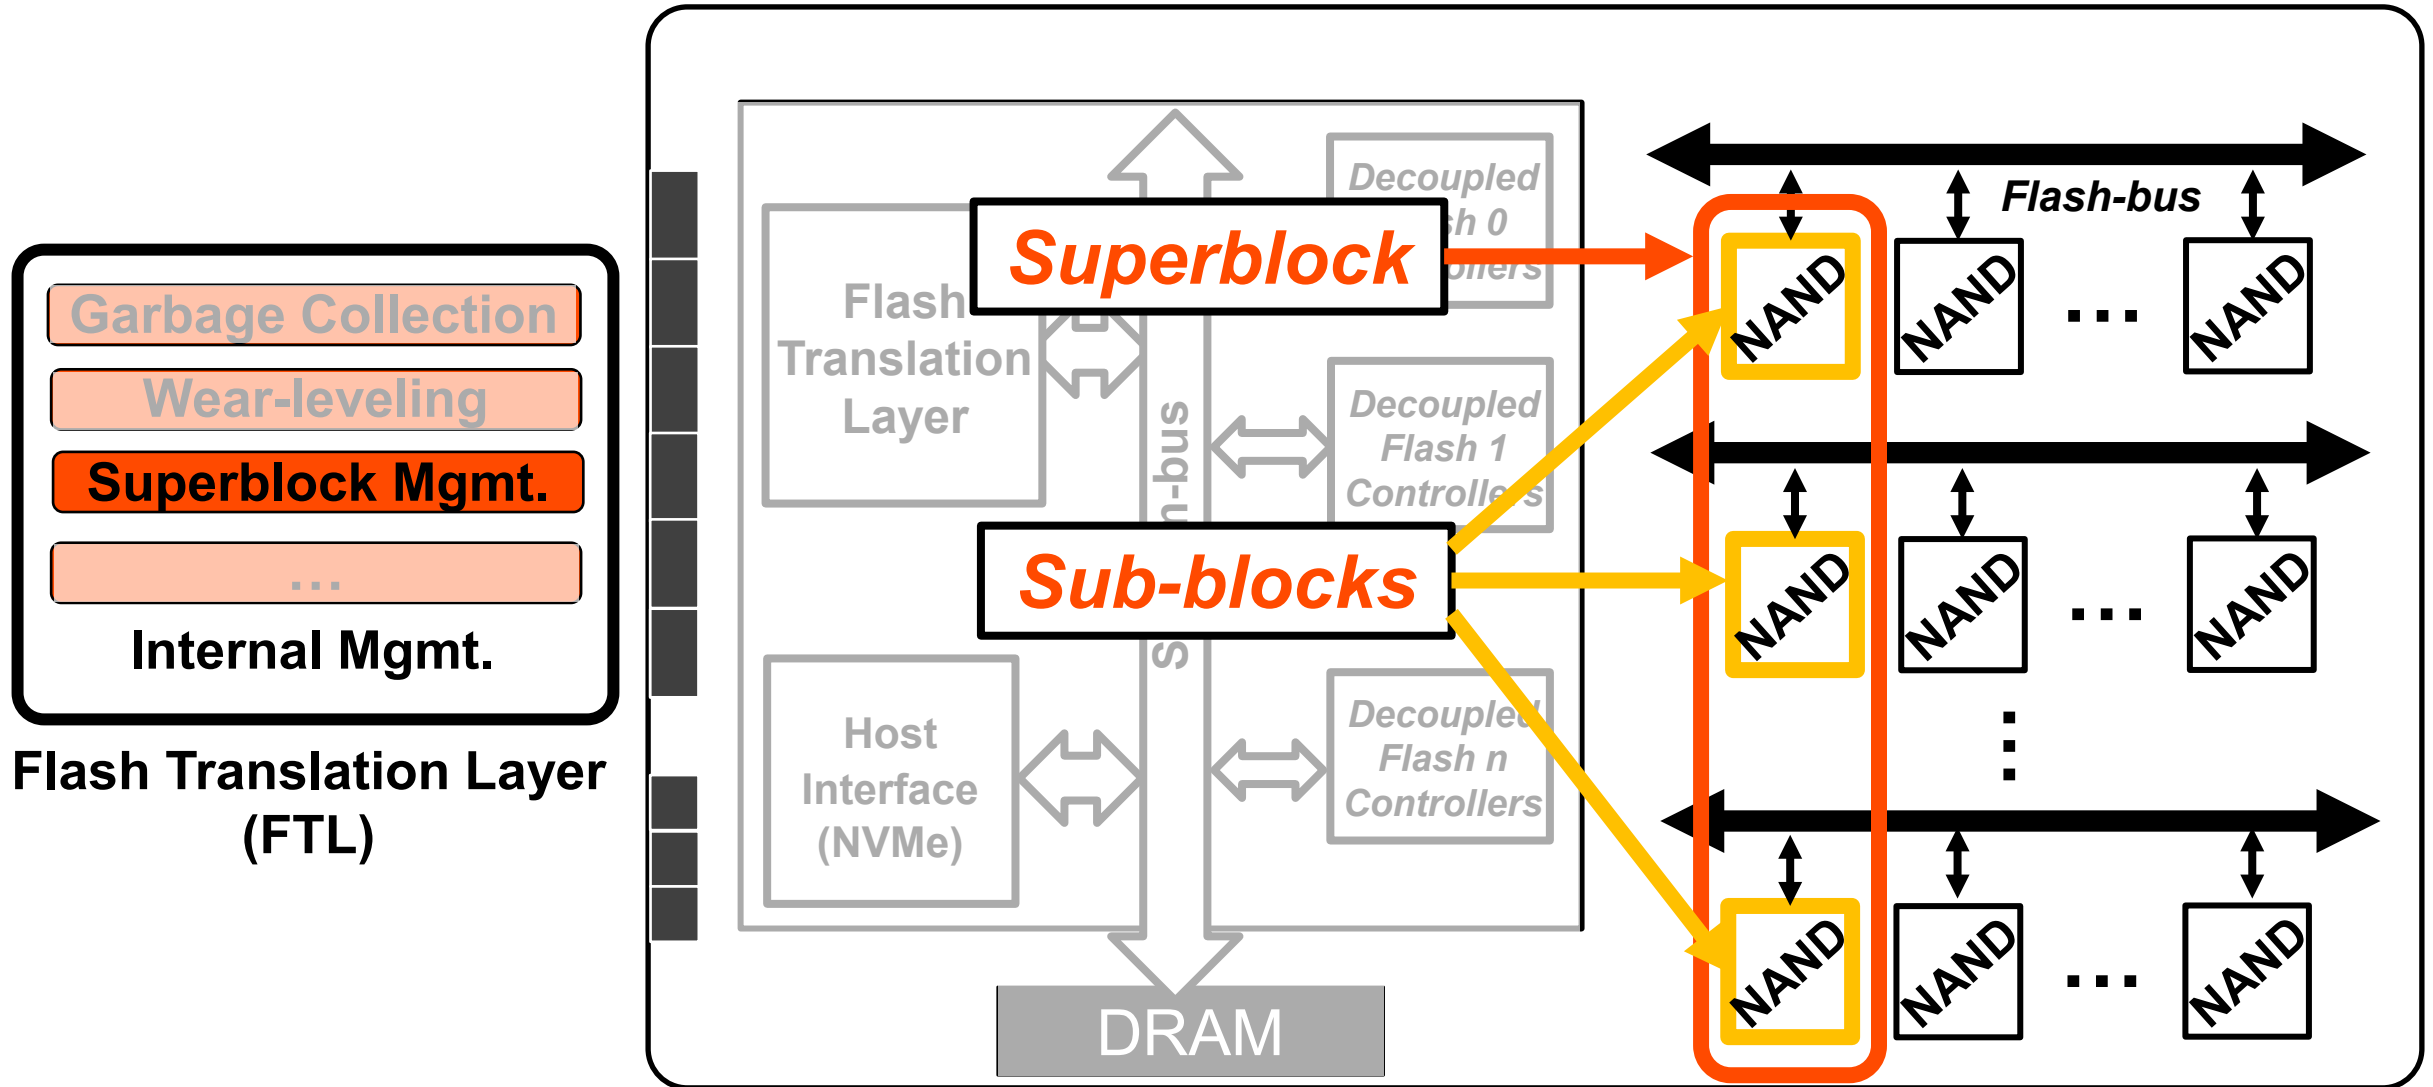 Garbage Collection
Wear-leveling
Superblock Mgmt.
...
Internal Mgmt.
Flash Translation Layer
(FTL)
Flash
Translation
Layer
Host
Interface
(NVMe)
Superblock
Sub-blocks
DRAM
Decoupled
0
Decoupled
Flash 1
Controllers
Decoupled
Flash n
Controllers
Flash-bus
NAND
NAND
...
NAND
NAND
NAND
...
NAND
NAND
NAND
...
NAND